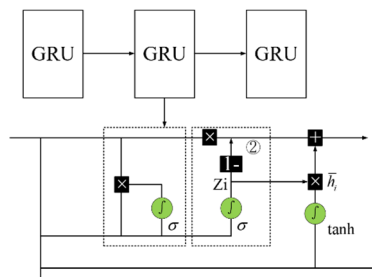 GRU GRU GRU
× × +
②
1-
Zi
× × h̄ᵢ
∫ ∫ ∫
σ σ tanh